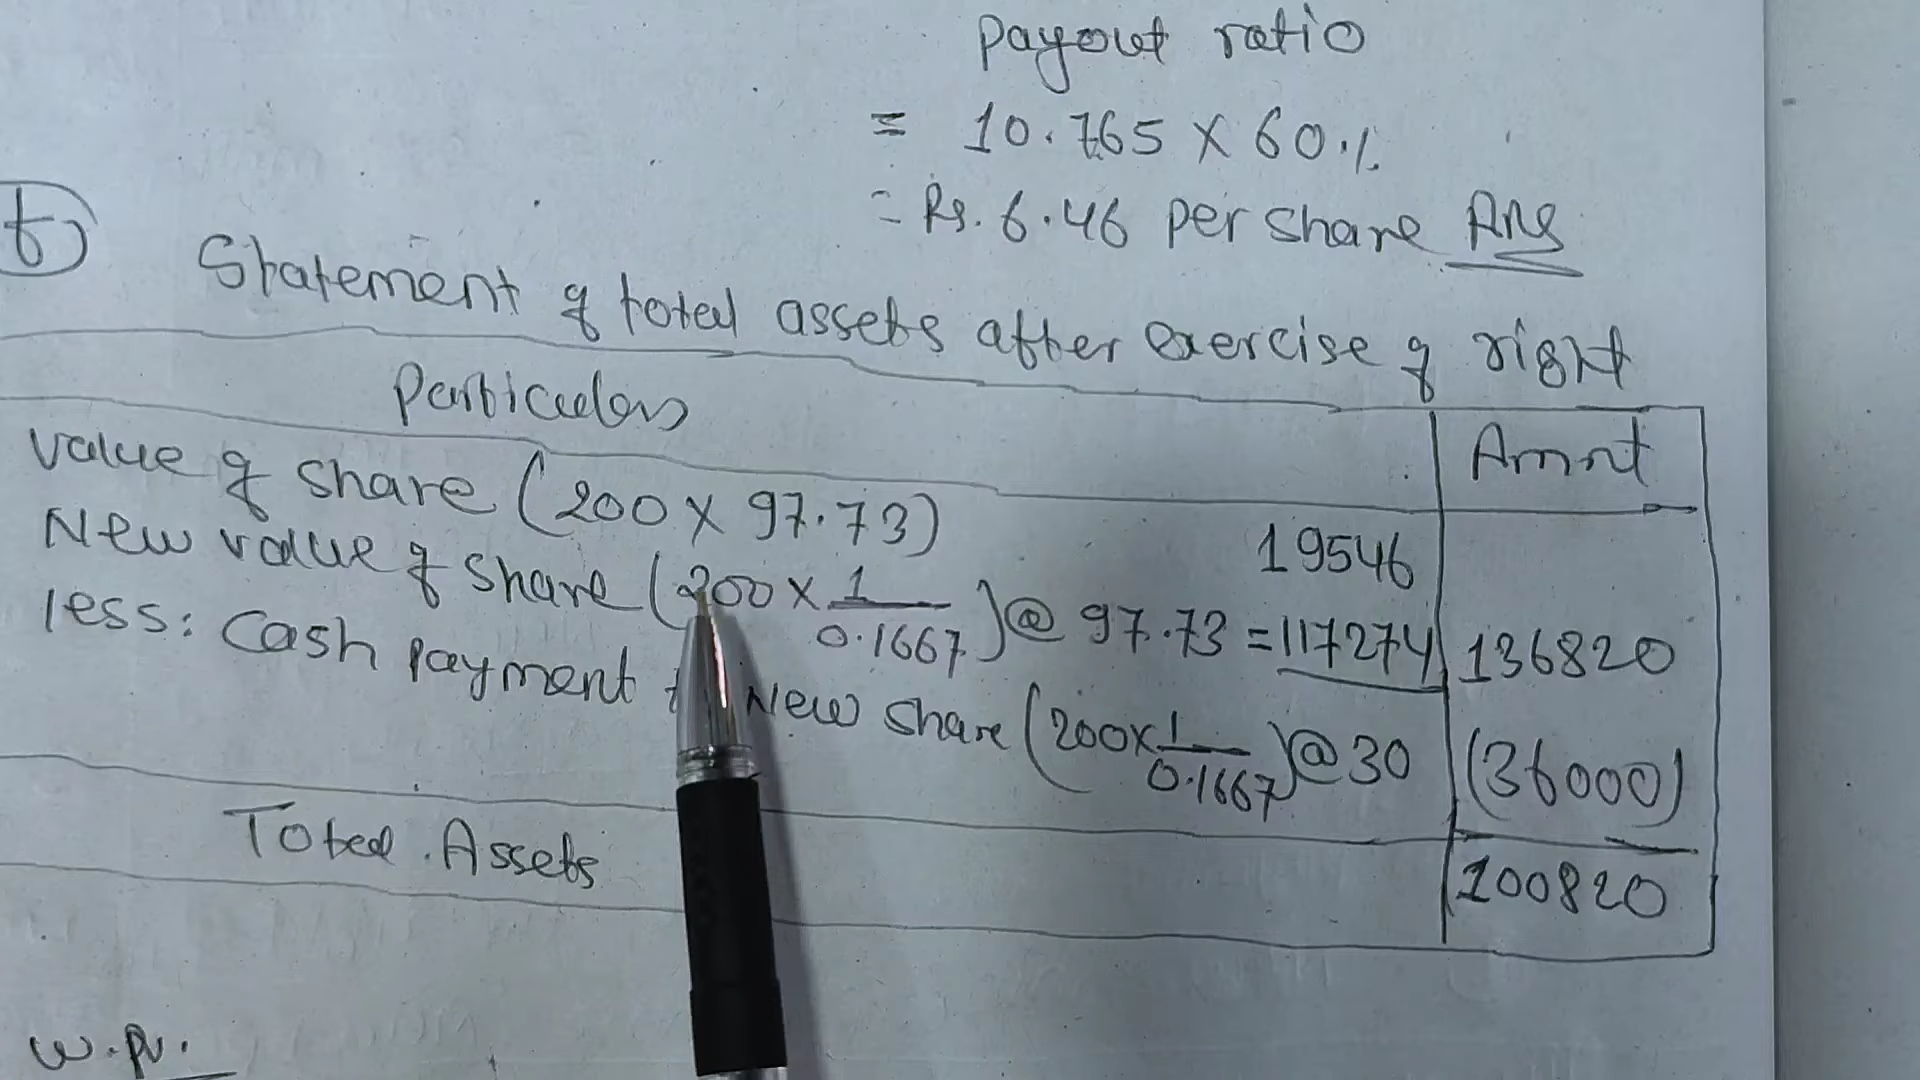 Payout ratio
= 10.765 × 60%
= Rs. 6.46 per share Ans
f) Statement of total assets after exercise of right
Particulars Amnt
Value of share (200 × 97.73) 19546
New value of share (200 × 1/0.1667) @ 97.73 = 117274 136820
less: Cash payment New share (200 × 1/0.1667) @ 30 (36000)
Total Assets 100820
w.N.